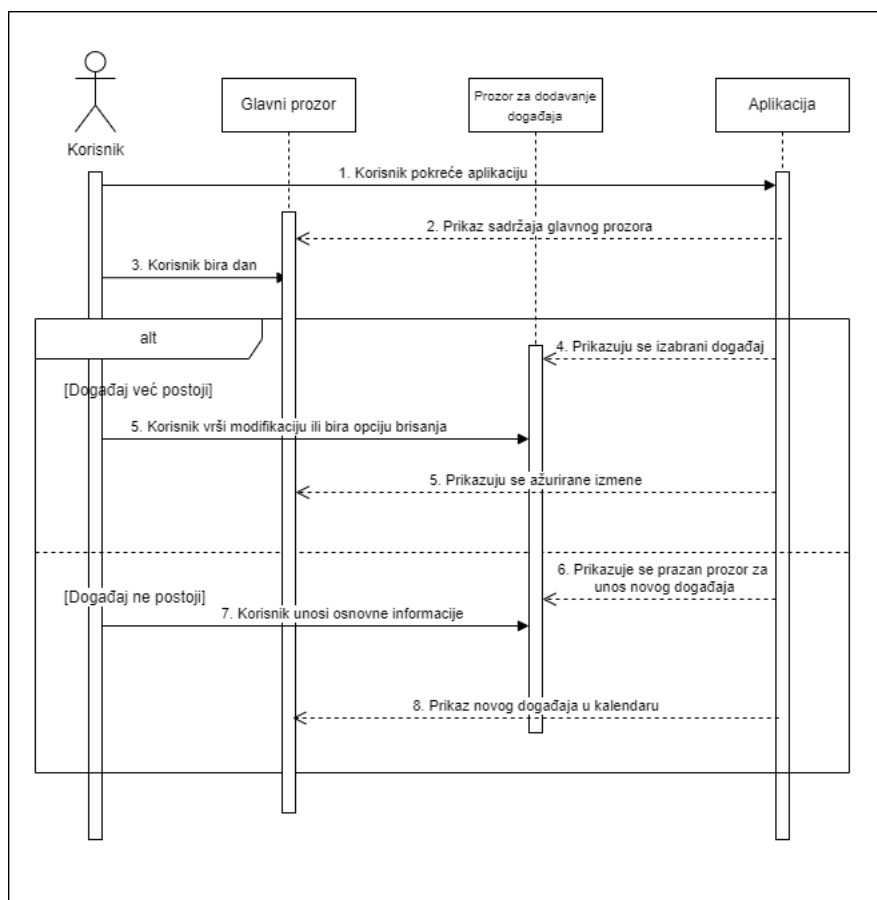 Korisnik
Glavni prozor
Prozor za dodavanje
događaja
Aplikacija
1. Korisnik pokreće aplikaciju
2. Prikaz sadržaja glavnog prozora
3. Korisnik bira dan
alt
4. Prikazuju se izabrani događaj
[Događaj već postoji]
5. Korisnik vrši modifikaciju ili bira opciju brisanja
5. Prikazuju se ažurirane izmene
6. Prikazuje se prazan prozor za
unos novog događaja
[Događaj ne postoji]
7. Korisnik unosi osnovne informacije
8. Prikaz novog događaja u kalendaru